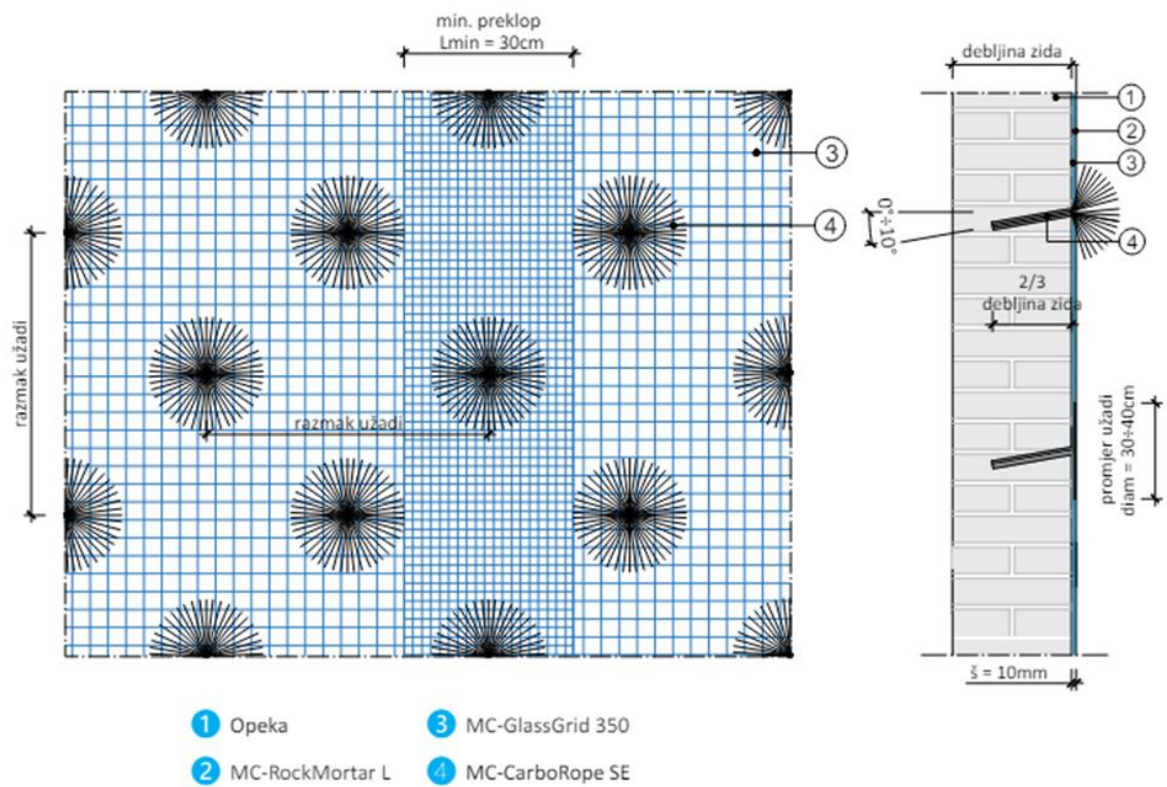 min. preklop
Lmin = 30cm
debljina zida
1
2
3
3
4
4
0°÷10°
2/3
debljina zida
razmak užadi
razmak užadi
promjer užadi
diam = 30÷40cm
š = 10mm
1 Opeka
3 MC-GlassGrid 350
2 MC-RockMortar L
4 MC-CarboRope SE